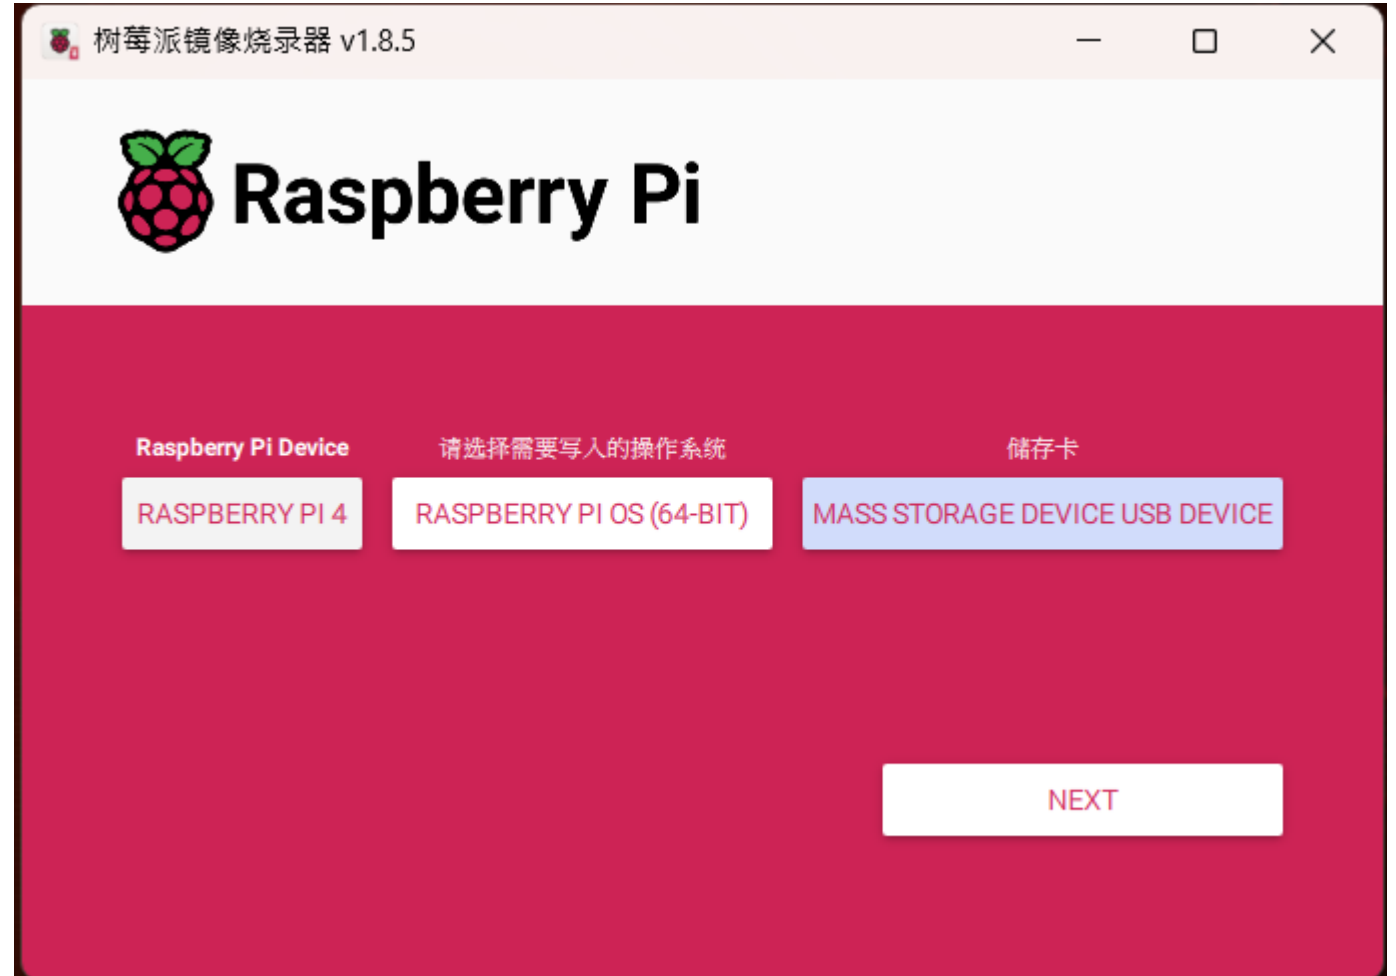 树莓派镜像烧录器 v1.8.5
Raspberry Pi
Raspberry Pi Device
请选择需要写入的操作系统
储存卡
RASPBERRY PI 4
RASPBERRY PI OS (64-BIT)
MASS STORAGE DEVICE USB DEVICE
NEXT